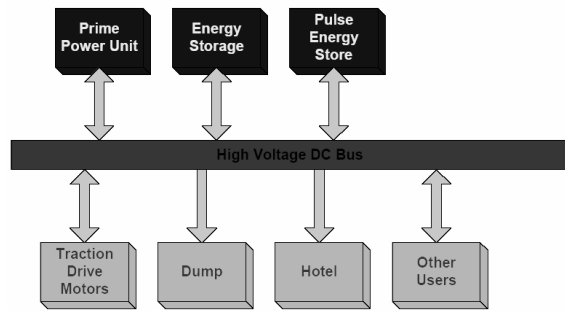 Prime
Power Unit
Energy
Storage
Pulse
Energy
Store
High Voltage DC Bus
Traction
Drive
Motors
Dump
Hotel
Other
Users